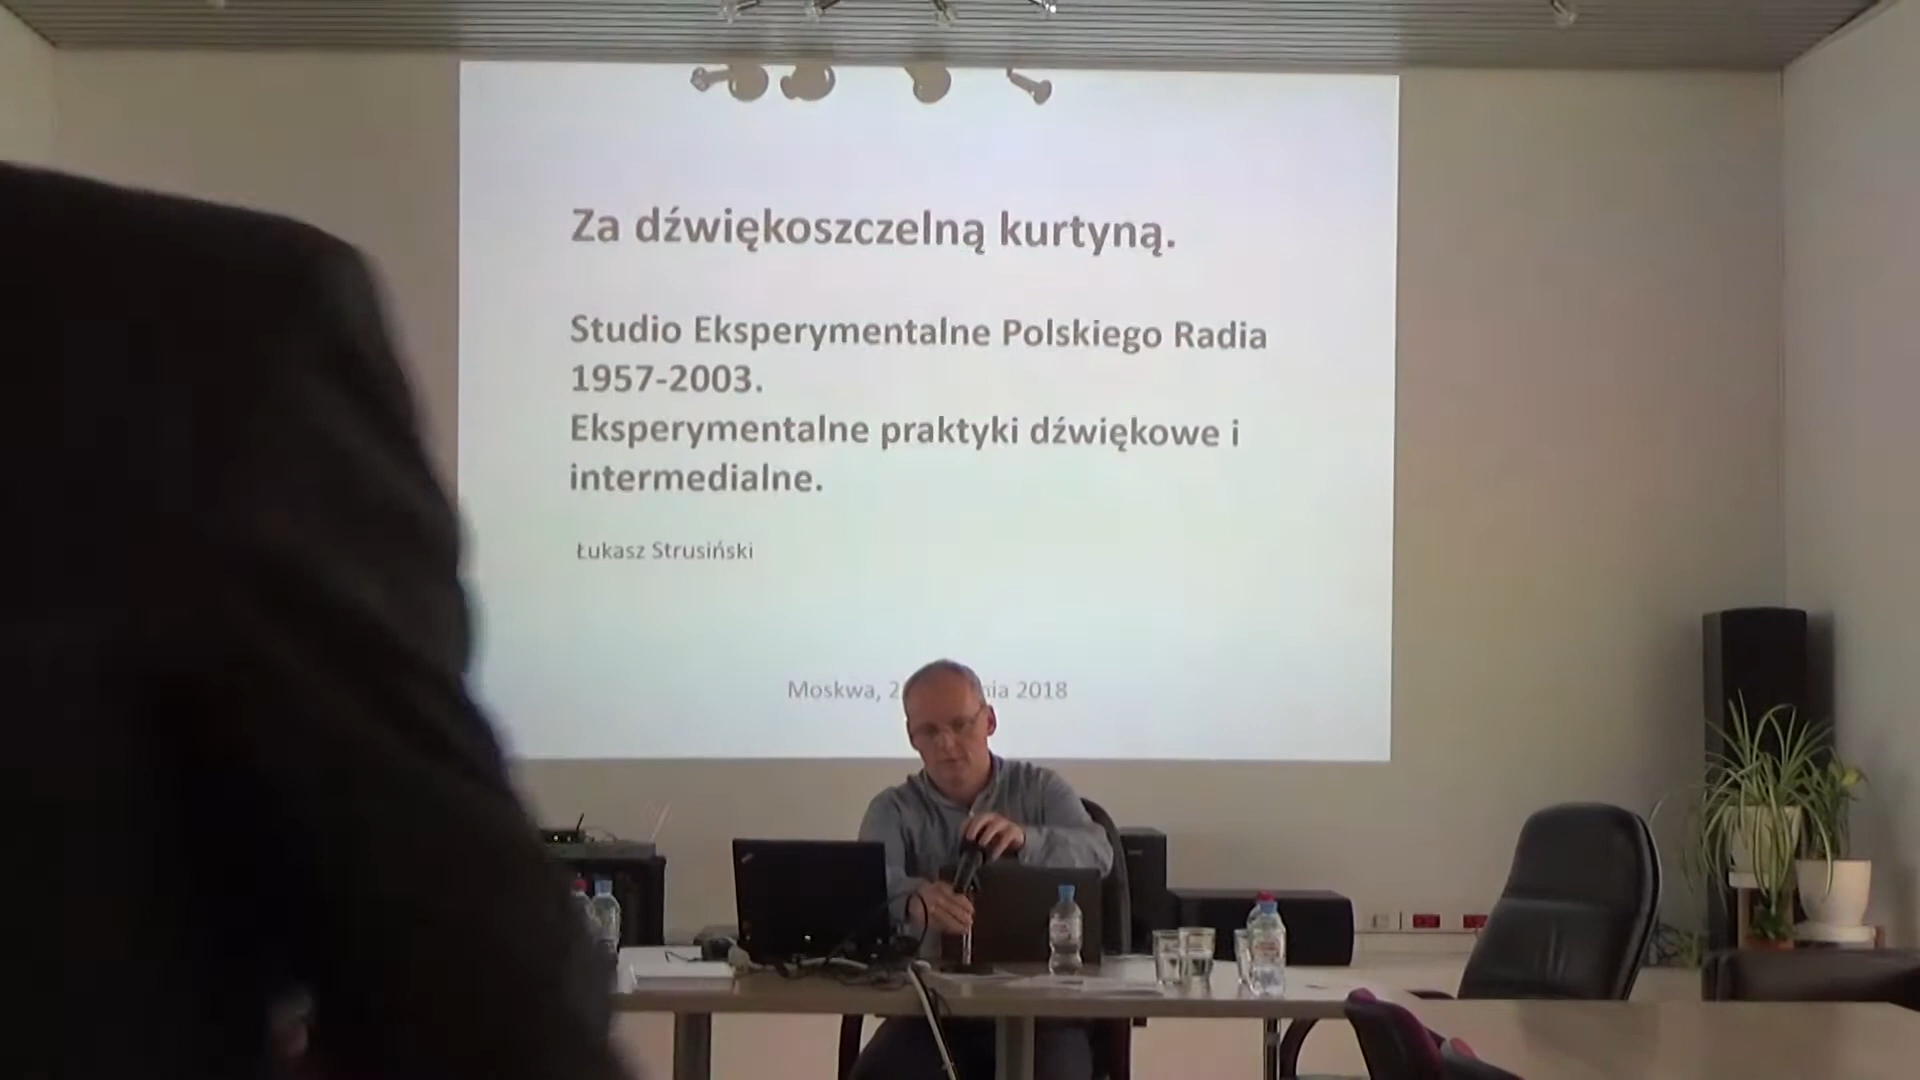 Za dźwiękoszczelną kurtyną.
Studio Eksperymentalne Polskiego Radia
1957-2003.
Eksperymentalne praktyki dźwiękowe i
intermedialne.
Łukasz Strusiński
Moskwa, 2018